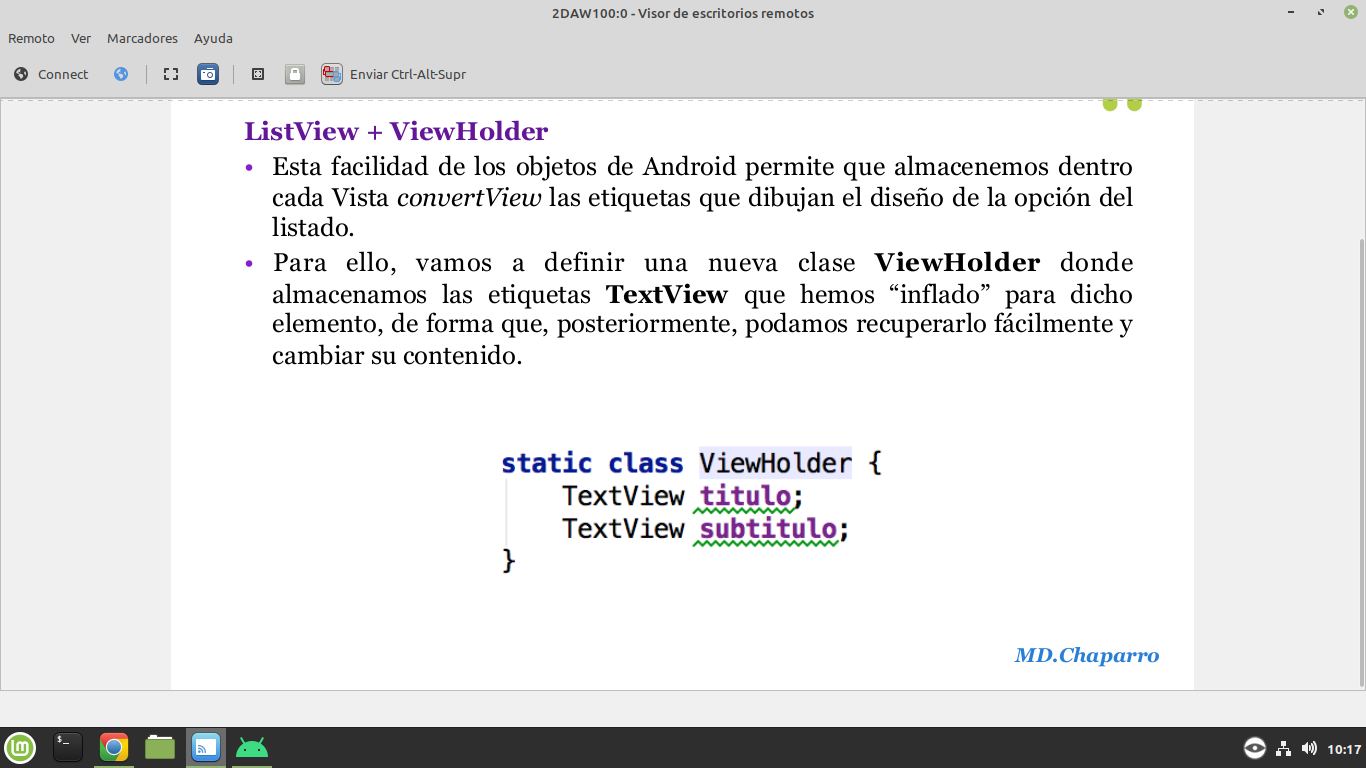 2DAW100:0 - Visor de escritorios remotos
Remoto Ver Marcadores Ayuda
Connect Enviar Ctrl-Alt-Supr
ListView + ViewHolder
• Esta facilidad de los objetos de Android permite que almacenemos dentro
cada Vista convertView las etiquetas que dibujan el diseño de la opción del
listado.
• Para ello, vamos a definir una nueva clase ViewHolder donde
almacenamos las etiquetas TextView que hemos “inflado” para dicho
elemento, de forma que, posteriormente, podamos recuperarlo fácilmente y
cambiar su contenido.
static class ViewHolder {
TextView titulo;
TextView subtitulo;
}
MD.Chaparro
$_
10:17